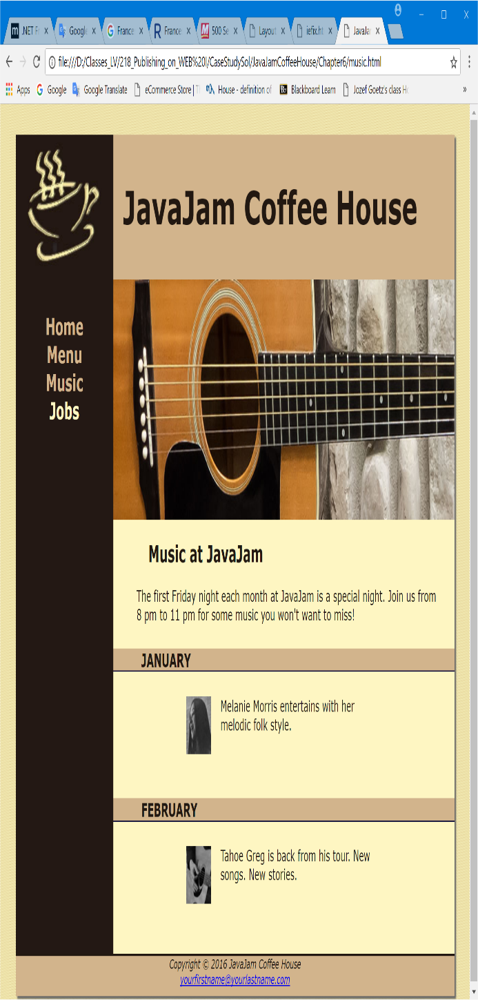 .NET F
Google
France
France
500 Se
Layout
iefix.ht
JavaJa
file:///D:/Classes_LV/218_Publishing_on_WEB%20I/CaseStudySol/JavaJamCoffeeHouse/Chapter6/music.html
Apps Google Google Translate eCommerce Store | T House - definition of Blackboard Learn Jozef Goetz's class Ho »
JavaJam Coffee House
Home
Menu
Music
Jobs
Music at JavaJam
The first Friday night each month at JavaJam is a special night. Join us from
8 pm to 11 pm for some music you won't want to miss!
JANUARY
Melanie Morris entertains with her
melodic folk style.
FEBRUARY
Tahoe Greg is back from his tour. New
songs. New stories.
Copyright © 2016 JavaJam Coffee House
yourfirstname@yourlastname.com